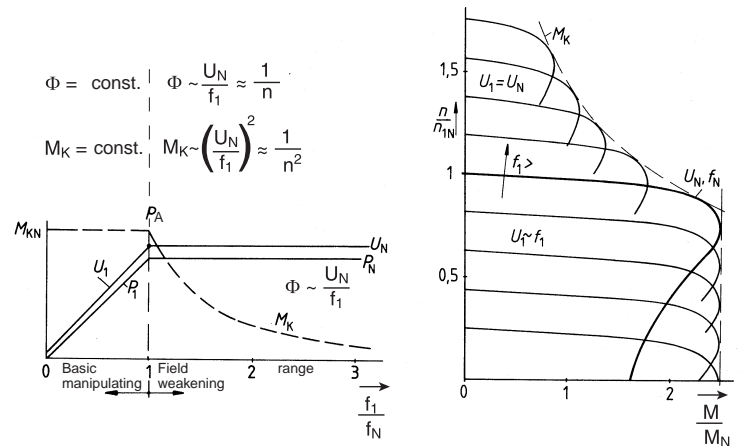 Φ = const. Φ ~ U_N/f_1 ≈ 1/n
M_K = const. M_K ~ (U_N/f_1)^2 ≈ 1/n^2
P_A
M_KN
U_N
P_N
U_1
P_1
Φ ~ U_N/f_1
M_K
0 1 2 3
Basic manipulating
Field weakening
range
f_1/f_N
M_K
1,5
U_1 = U_N
n/n_1N
1
f_1>
U_N, f_N
U_1~f_1
0,5
0
0 1 2
M/M_N